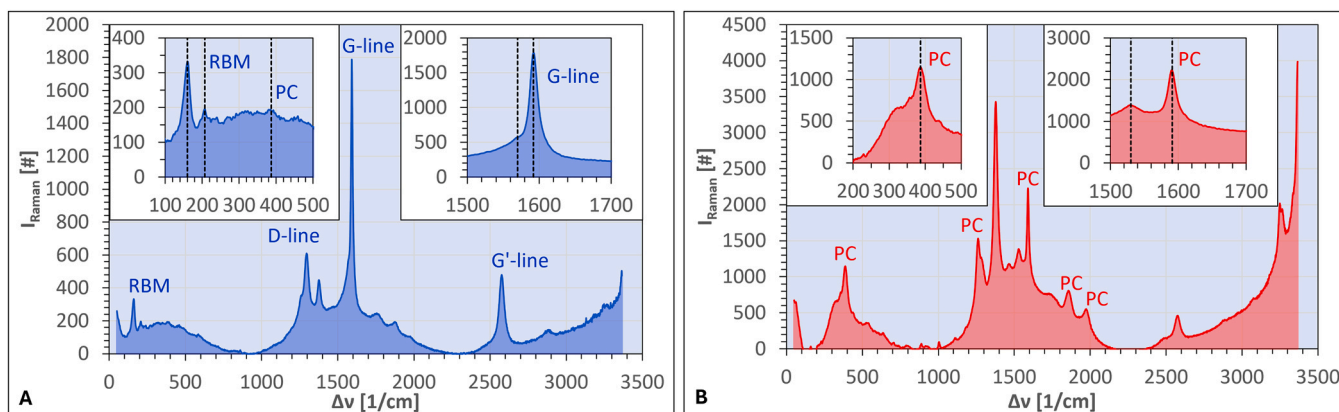 2000
1800
1600
1400
1200
1000
800
600
400
200
0
I_Raman [#]
0 500 1000 1500 2000 2500 3000 3500
Δν [1/cm]
A
RBM
D-line
G-line
G'-line
400
300
200
100
0
100 200 300 400 500
RBM
PC
2000
1500
1000
500
0
1500 1600 1700
G-line
4500
4000
3500
3000
2500
2000
1500
1000
500
0
I_Raman [#]
0 500 1000 1500 2000 2500 3000 3500
Δν [1/cm]
B
PC
PC
PC
PC
PC
1500
1000
500
0
200 300 400 500
PC
3000
2000
1000
0
1500 1600 1700
PC